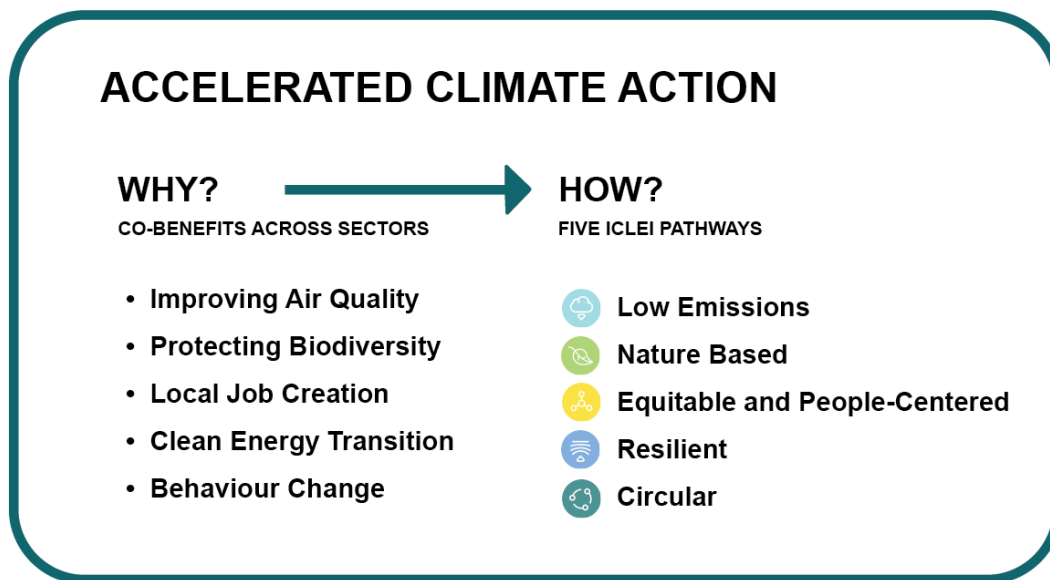 ACCELERATED CLIMATE ACTION
WHY?
CO-BENEFITS ACROSS SECTORS
• Improving Air Quality
• Protecting Biodiversity
• Local Job Creation
• Clean Energy Transition
• Behaviour Change
HOW?
FIVE ICLEI PATHWAYS
Low Emissions
Nature Based
Equitable and People-Centered
Resilient
Circular